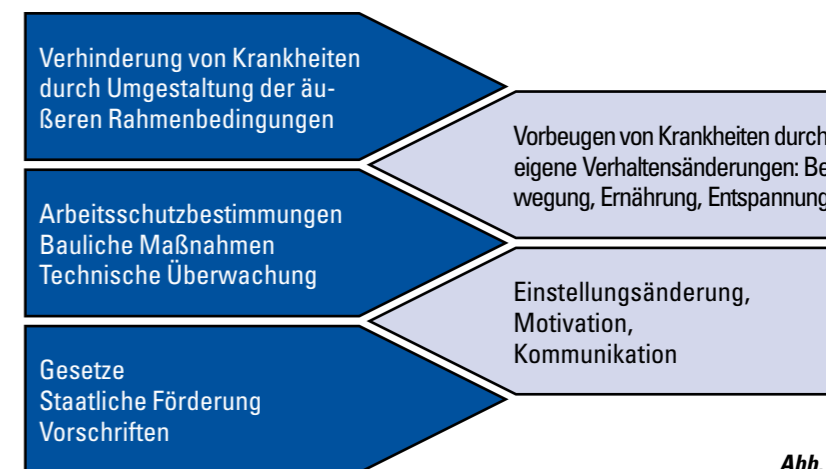 Verhinderung von Krankheiten
durch Umgestaltung der äu-
ßeren Rahmenbedingungen
Vorbeugen von Krankheiten durch
eigene Verhaltensänderungen: Be
wegung, Ernährung, Entspannung
Arbeitsschutzbestimmungen
Bauliche Maßnahmen
Technische Überwachung
Einstellungsänderung,
Motivation,
Kommunikation
Gesetze
Staatliche Förderung
Vorschriften
Abb.